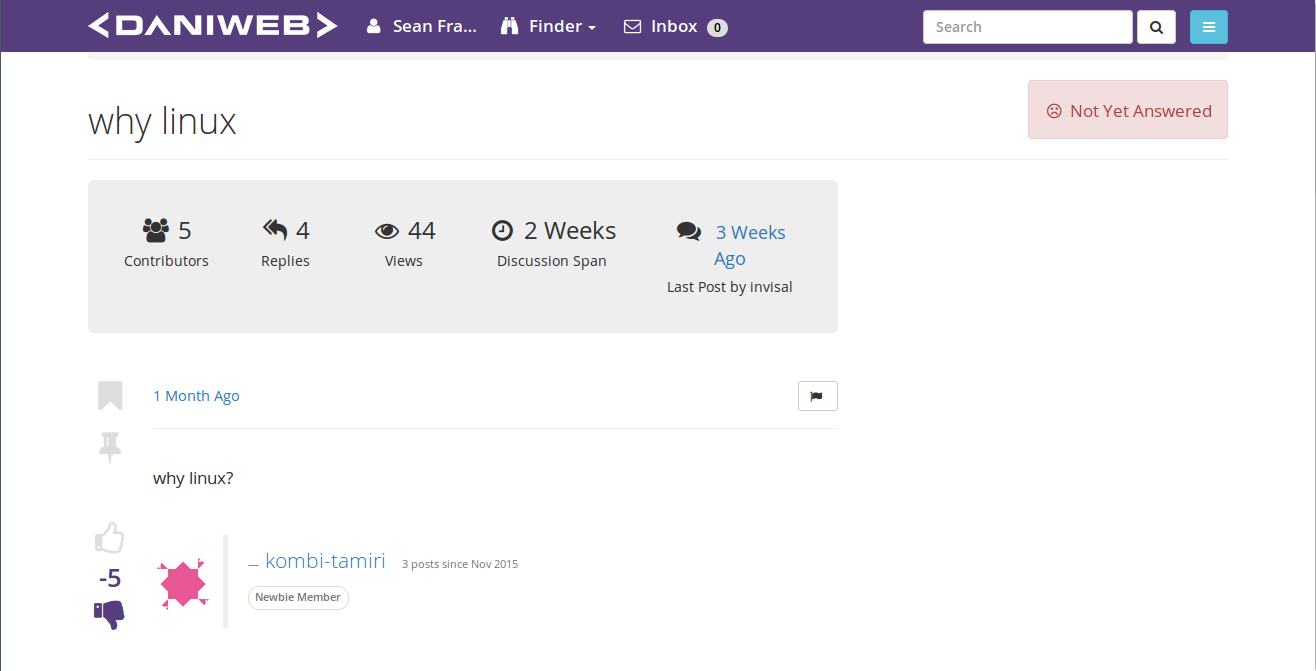 <DANIWEB> Sean Fra... Finder Inbox 0 Search
why linux
Not Yet Answered
5 4 44 2 Weeks 3 Weeks Ago
Contributors Replies Views Discussion Span Last Post by invisal
1 Month Ago
why linux?
-5
— kombi-tamiri 3 posts since Nov 2015
Newbie Member